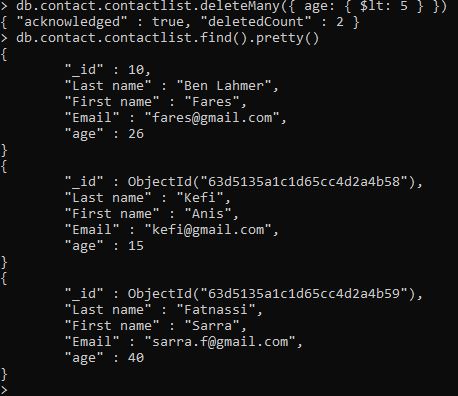 > db.contact.contactlist.deleteMany({ age: { $lt: 5 } })
{ "acknowledged" : true, "deletedCount" : 2 }
> db.contact.contactlist.find().pretty()
{
        "_id" : 10,
        "Last name" : "Ben Lahmer",
        "First name" : "Fares",
        "Email" : "fares@gmail.com",
        "age" : 26
}
{
        "_id" : ObjectId("63d5135a1c1d65cc4d2a4b58"),
        "Last name" : "Kefi",
        "First name" : "Anis",
        "Email" : "kefi@gmail.com",
        "age" : 15
}
{
        "_id" : ObjectId("63d5135a1c1d65cc4d2a4b59"),
        "Last name" : "Fatnassi",
        "First name" : "Sarra",
        "Email" : "sarra.f@gmail.com",
        "age" : 40
}
>